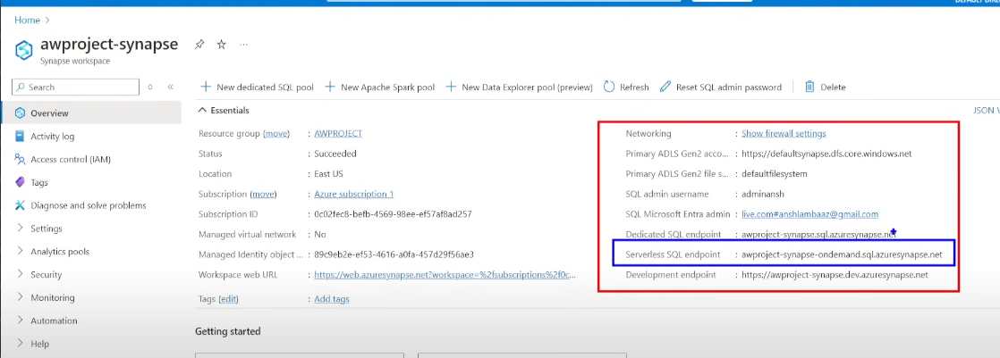 DEFAULT DIRE
Home >
awproject-synapse
Synapse workspace
Search
New dedicated SQL pool New Apache Spark pool New Data Explorer pool (preview) Refresh Reset SQL admin password Delete
Overview
Activity log
Access control (IAM)
Tags
Diagnose and solve problems
Settings
Analytics pools
Security
Monitoring
Automation
Help
Essentials
JSON V
Resource group (move) : AWPROJECT
Status : Succeeded
Location : East US
Subscription (move) : Azure subscription 1
Subscription ID : 0c02fec8-befb-4569-98ee-ef57af8ad257
Managed virtual network : No
Managed Identity object ... : 89c9eb2e-ef53-4616-a0fa-457d29f56ae3
Workspace web URL : https://web.azuresynapse.net?workspace=%2fsubscriptions%2f0c...
Tags (edit) : Add tags
Networking : Show firewall settings
Primary ADLS Gen2 acco... : https://defaultsynapse.dfs.core.windows.net
Primary ADLS Gen2 file s... : defaultfilesystem
SQL admin username : adminansh
SQL Microsoft Entra admin : live.com#anshlambaaz@gmail.com
Dedicated SQL endpoint : awproject-synapse.sql.azuresynapse.net
Serverless SQL endpoint : awproject-synapse-ondemand.sql.azuresynapse.net
Development endpoint : https://awproject-synapse.dev.azuresynapse.net
Getting started